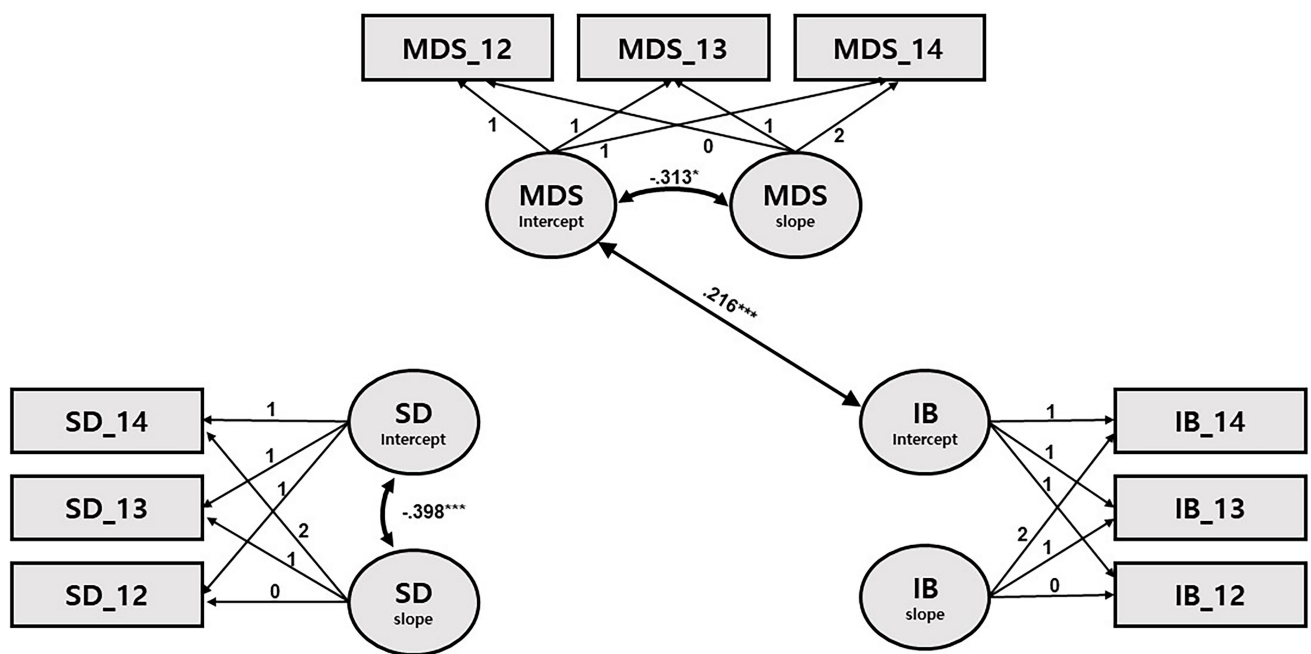 MDS_12
MDS_13
MDS_14
1
1
1
0
1
2
MDS
Intercept
-.313*
MDS
slope
.216***
SD_14
SD_13
SD_12
1
1
1
2
1
0
SD
Intercept
-.398***
SD
slope
IB
Intercept
IB
slope
1
1
1
2
1
0
IB_14
IB_13
IB_12